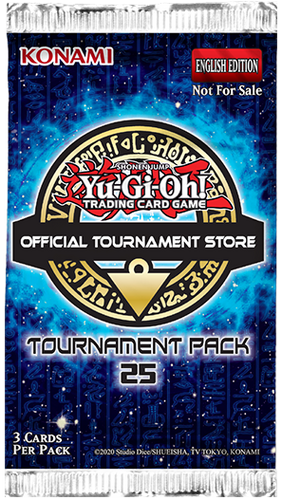 KONAMI
ENGLISH EDITION
Not For Sale
SHONEN JUMP
Yu-Gi-Oh!
TRADING CARD GAME
OFFICIAL TOURNAMENT STORE
TOURNAMENT PACK
25
3 CARDS
PER PACK
©2020 Studio Dice/SHUEISHA, TV TOKYO, KONAMI